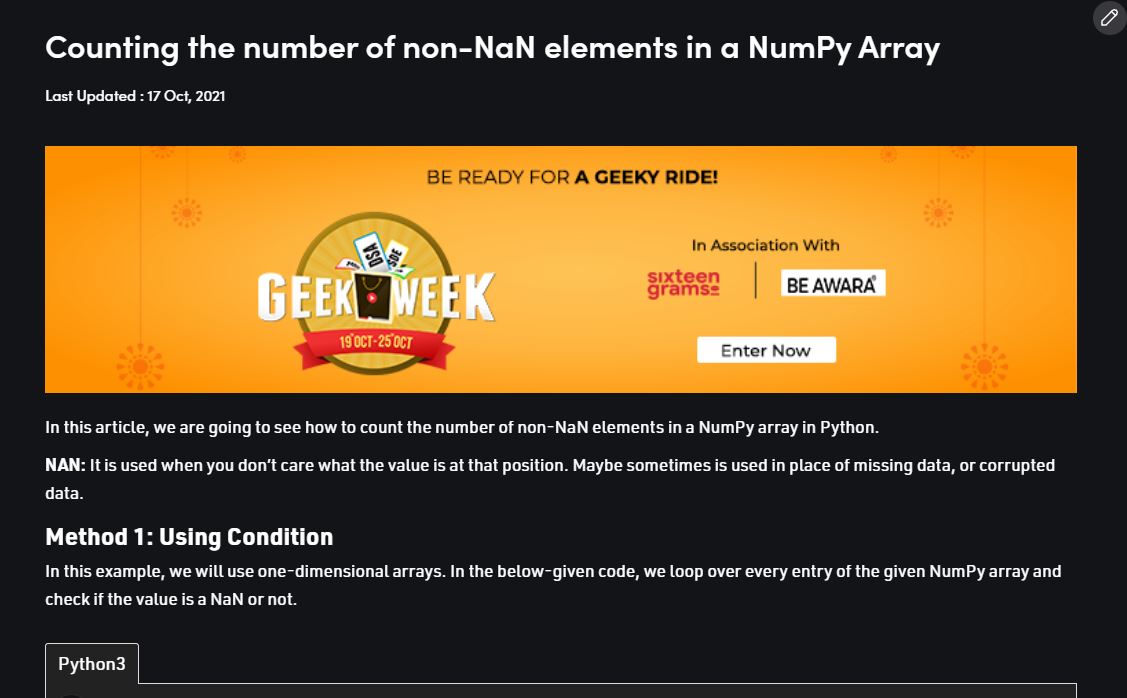 Counting the number of non-NaN elements in a NumPy Array
Last Updated : 17 Oct, 2021
BE READY FOR A GEEKY RIDE!
In Association With
DSA
SDE
GEEK WEEK
sixteen
grams
BE AWARA
19 OCT-25 OCT
Enter Now
In this article, we are going to see how to count the number of non-NaN elements in a NumPy array in Python.
NAN: It is used when you don't care what the value is at that position. Maybe sometimes is used in place of missing data, or corrupted
data.
Method 1: Using Condition
In this example, we will use one-dimensional arrays. In the below-given code, we loop over every entry of the given NumPy array and
check if the value is a NaN or not.
Python3